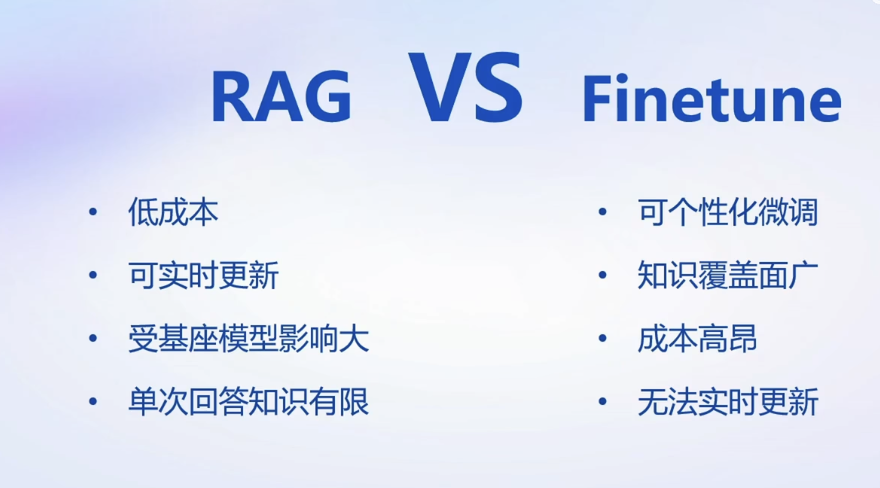 RAG VS Finetune
• 低成本
• 可实时更新
• 受基座模型影响大
• 单次回答知识有限
• 可个性化微调
• 知识覆盖面广
• 成本高昂
• 无法实时更新